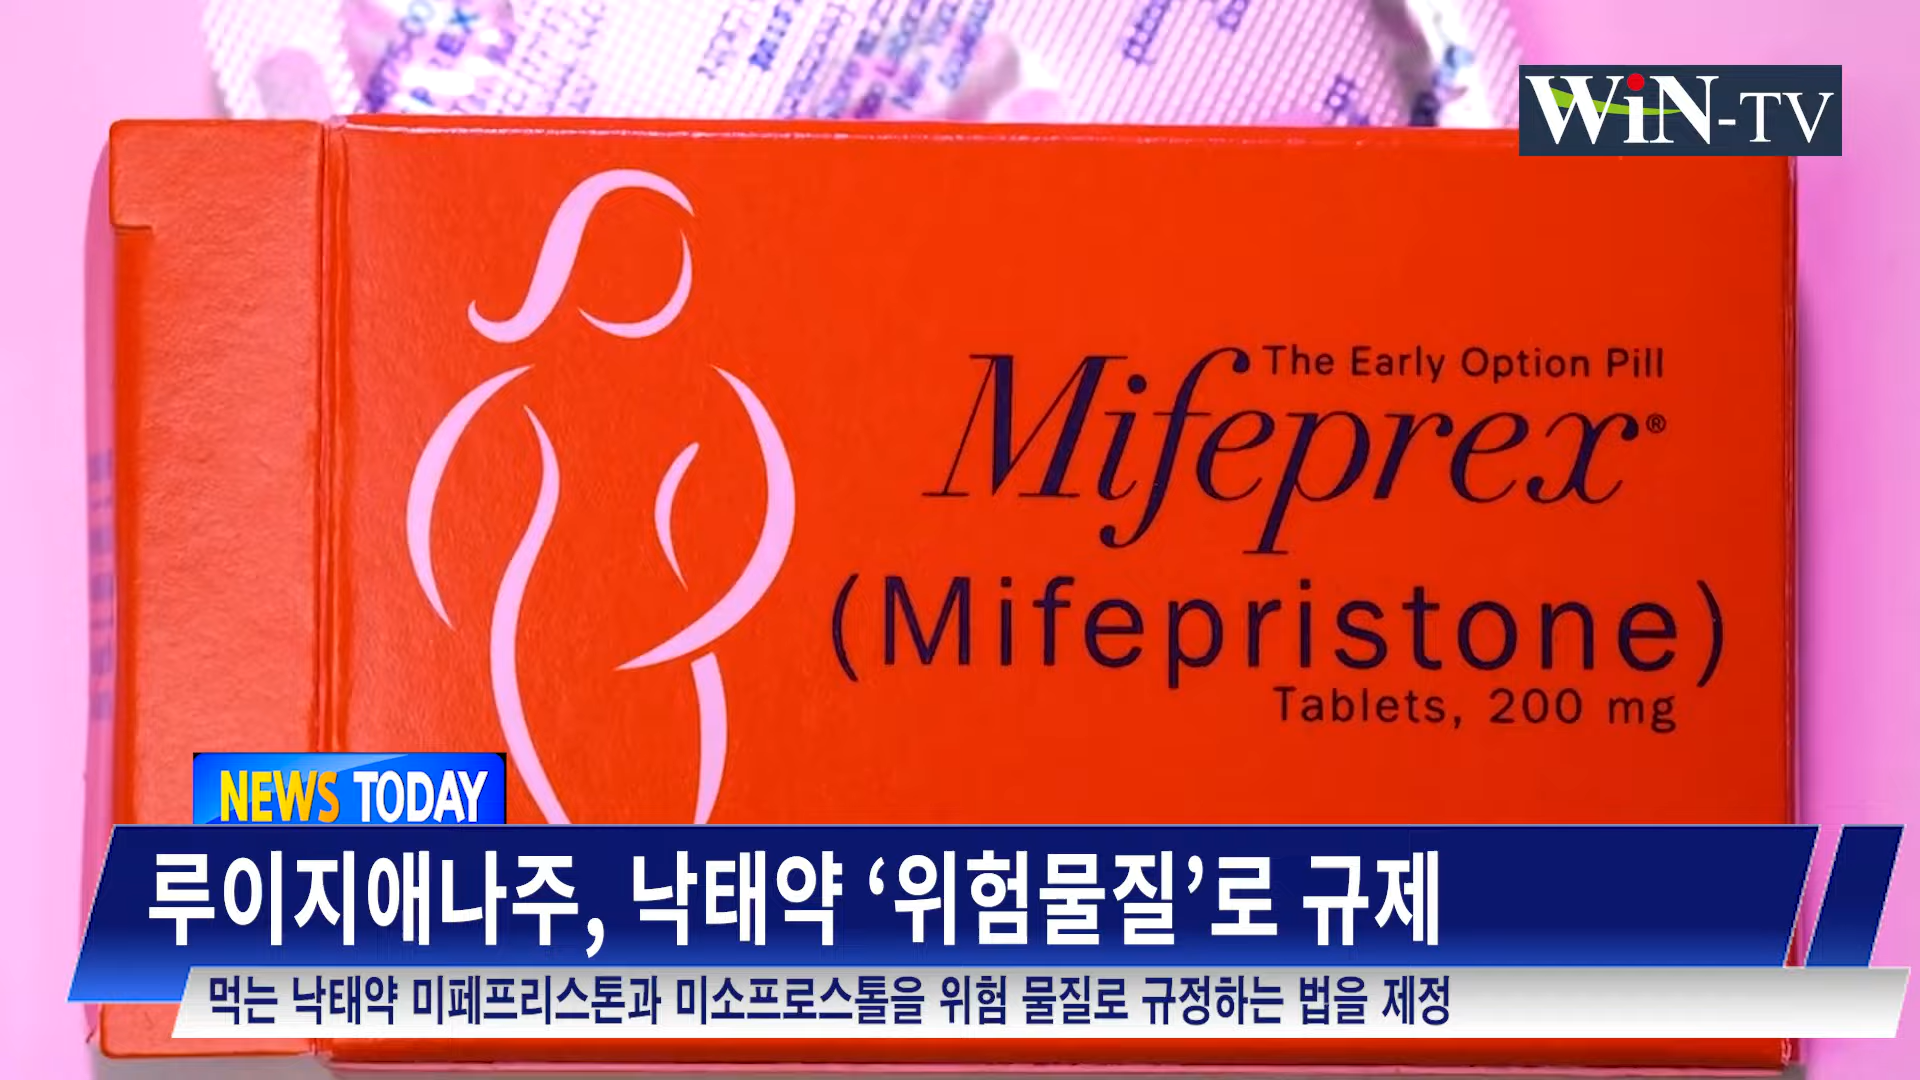 WiN-TV
The Early Option Pill
Mifeprex®
(Mifepristone)
Tablets, 200 mg
NEWS TODAY
루이지애나주, 낙태약 ‘위험물질’로 규제
먹는 낙태약 미페프리스톤과 미소프로스톨을 위험 물질로 규정하는 법을 제정